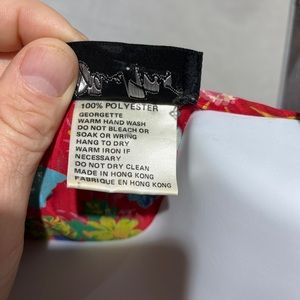 100% POLYESTER
GEORGETTE
WARM HAND WASH
DO NOT BLEACH OR
SOAK OR WRING
HANG TO DRY
WARM IRON IF
NECESSARY
DO NOT DRY CLEAN
MADE IN HONG KONG
FABRIQUE EN HONG KONG